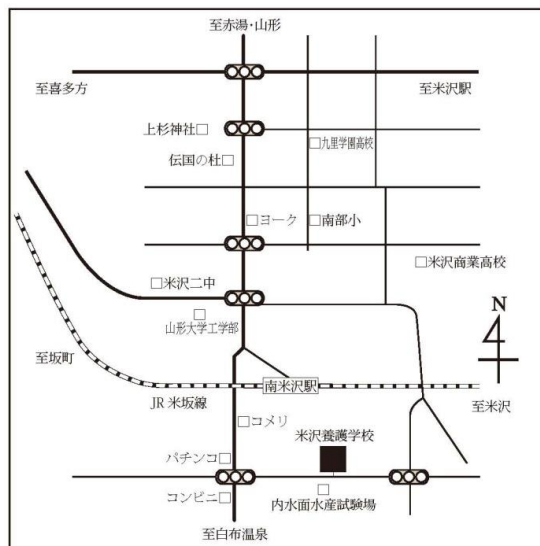 至赤湯・山形
至喜多方
至米沢駅
上杉神社□
□九里学園高校
伝国の杜□
□ヨーク
□南部小
□米沢商業高校
□米沢二中
山形大学工学部
N
至坂町
南米沢駅
JR 米坂線
至米沢
□コメリ
米沢養護学校
パチンコ□
コンビニ□
内水面水産試験場
至白布温泉